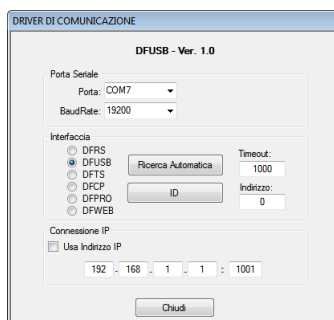 DRIVER DI COMUNICAZIONE
DFUSB - Ver. 1.0
Porta Seriale
Porta: COM7
BaudRate: 19200
Interfaccia
DFRS
DFUSB
DFTS
DFCP
DFPRO
DFWEB
Ricerca Automatica
ID
Timeout:
1000
Indirizzo:
0
Connessione IP
Usa Indirizzo IP
192 . 168 . 1 . 1 : 1001
Chiudi